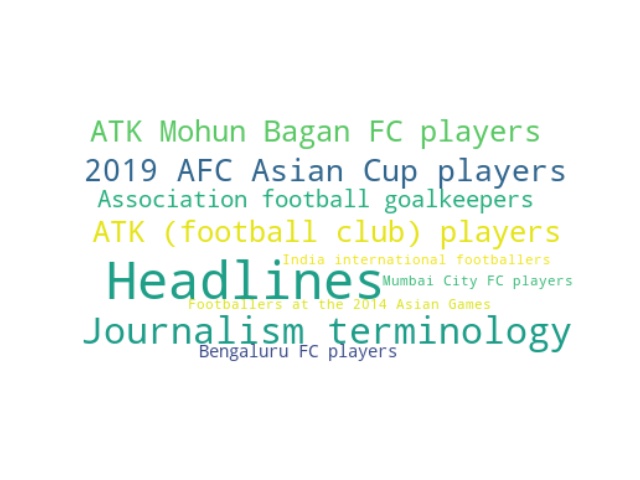 ATK Mohun Bagan FC players
2019 AFC Asian Cup players
Association football goalkeepers
ATK (football club) players
India international footballers
Headlines
Mumbai City FC players
Footballers at the 2014 Asian Games
Journalism terminology
Bengaluru FC players